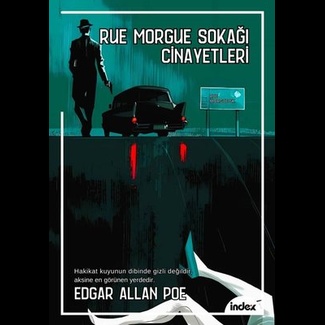 RUE MORGUE SOKAĞI
CİNAYETLERİ
Hakikat kuyunun dibinde gizli değildir,
aksine en görünen yerdedir.
EDGAR ALLAN POE
index